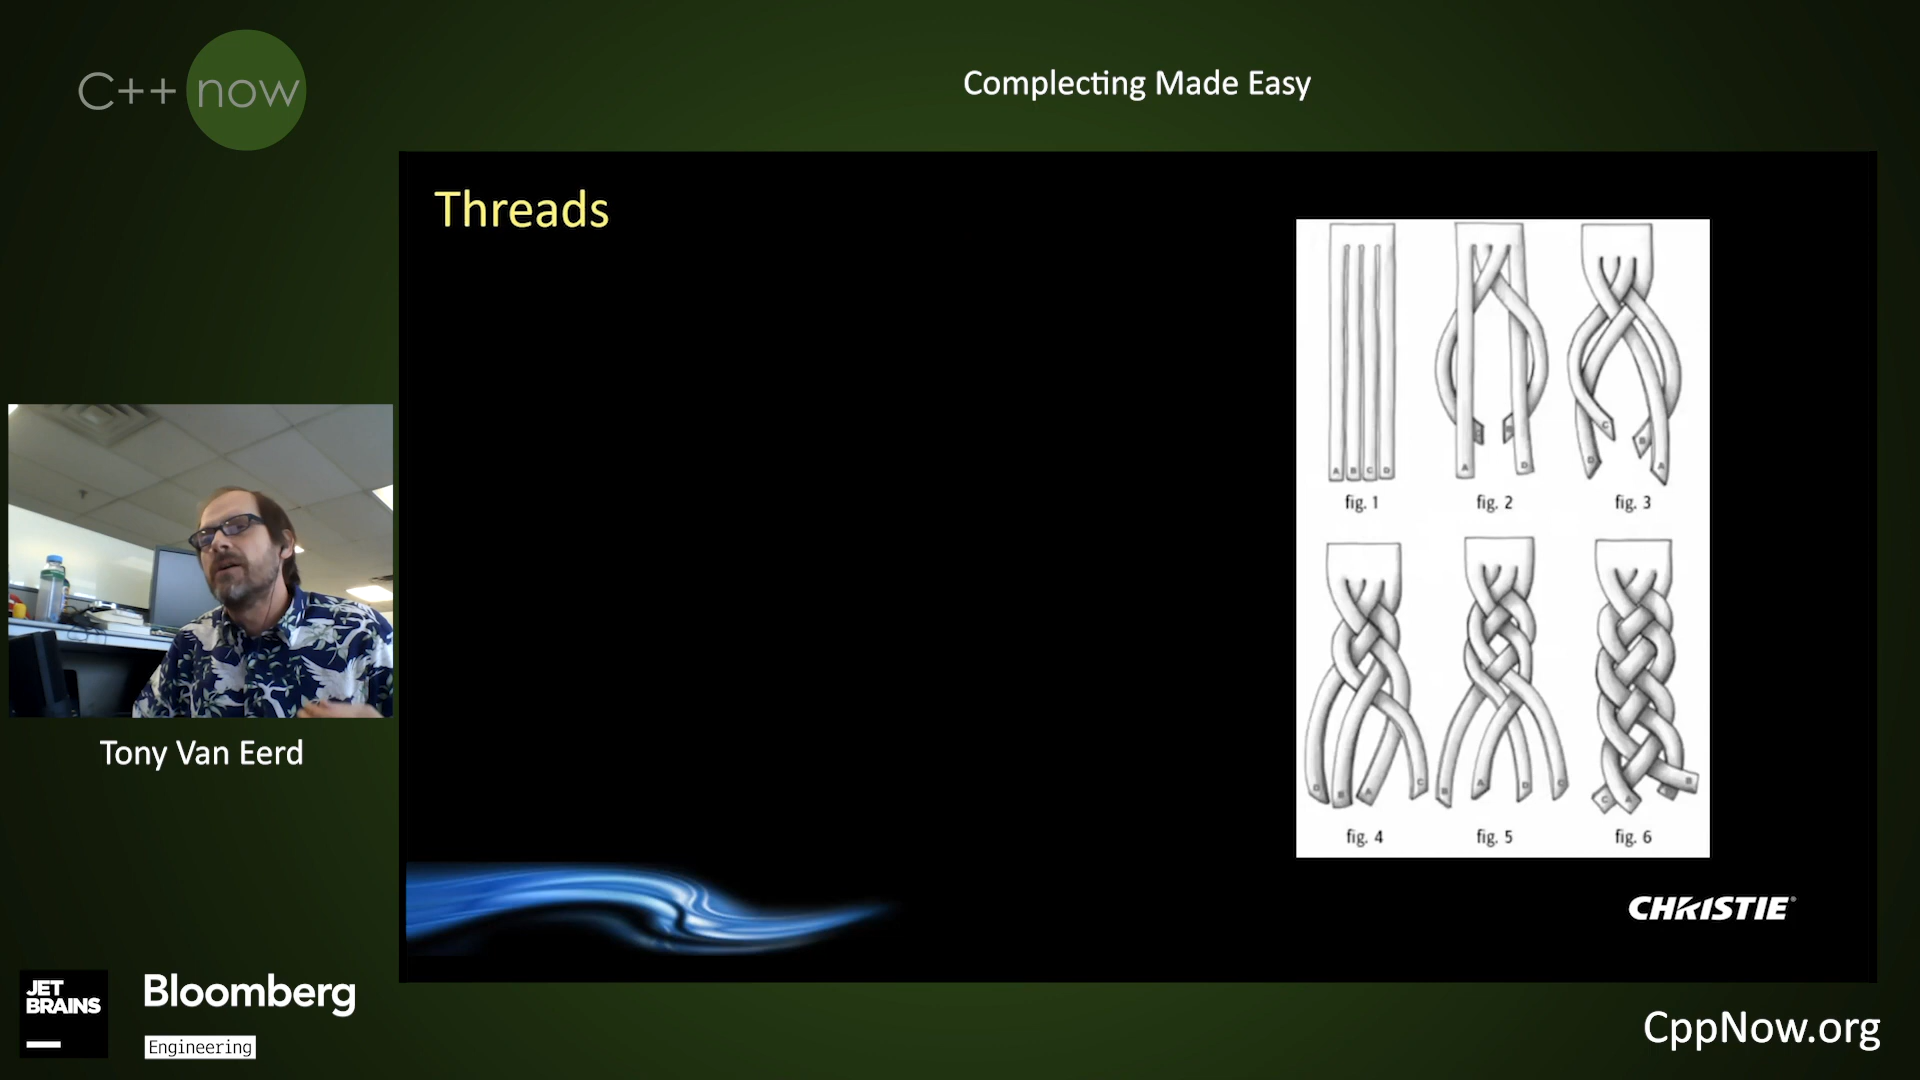 C++ now
Complecting Made Easy
Threads
A B C D
A D
C
D B A
fig. 1 fig. 2 fig. 3
D B A C
B A D C
C A B
fig. 4 fig. 5 fig. 6
Tony Van Eerd
CHRISTIE
JET
BRAINS
Bloomberg
Engineering
CppNow.org